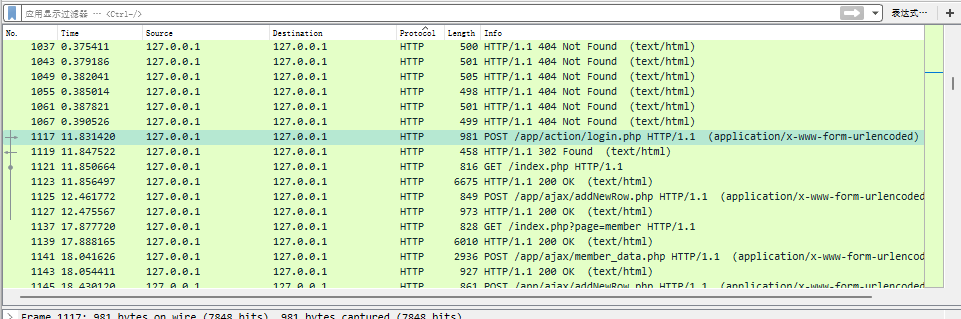 应用显示过滤器 … <Ctrl-/> 表达式… +
No. Time Source Destination Protocol Length Info
1037 0.375411 127.0.0.1 127.0.0.1 HTTP 500 HTTP/1.1 404 Not Found (text/html)
1043 0.379186 127.0.0.1 127.0.0.1 HTTP 501 HTTP/1.1 404 Not Found (text/html)
1049 0.382041 127.0.0.1 127.0.0.1 HTTP 505 HTTP/1.1 404 Not Found (text/html)
1055 0.385014 127.0.0.1 127.0.0.1 HTTP 498 HTTP/1.1 404 Not Found (text/html)
1061 0.387821 127.0.0.1 127.0.0.1 HTTP 501 HTTP/1.1 404 Not Found (text/html)
1067 0.390526 127.0.0.1 127.0.0.1 HTTP 499 HTTP/1.1 404 Not Found (text/html)
1117 11.831420 127.0.0.1 127.0.0.1 HTTP 981 POST /app/action/login.php HTTP/1.1 (application/x-www-form-urlencoded)
1119 11.847522 127.0.0.1 127.0.0.1 HTTP 458 HTTP/1.1 302 Found (text/html)
1121 11.850664 127.0.0.1 127.0.0.1 HTTP 816 GET /index.php HTTP/1.1
1123 11.856497 127.0.0.1 127.0.0.1 HTTP 6675 HTTP/1.1 200 OK (text/html)
1125 12.461772 127.0.0.1 127.0.0.1 HTTP 849 POST /app/ajax/addNewRow.php HTTP/1.1 (application/x-www-form-urlencoded
1127 12.475567 127.0.0.1 127.0.0.1 HTTP 973 HTTP/1.1 200 OK (text/html)
1137 17.877720 127.0.0.1 127.0.0.1 HTTP 828 GET /index.php?page=member HTTP/1.1
1139 17.888165 127.0.0.1 127.0.0.1 HTTP 6010 HTTP/1.1 200 OK (text/html)
1141 18.041626 127.0.0.1 127.0.0.1 HTTP 2936 POST /app/ajax/member_data.php HTTP/1.1 (application/x-www-form-urlen
1143 18.054411 127.0.0.1 127.0.0.1 HTTP 927 HTTP/1.1 200 OK (text/html)
1145 18.430120 127.0.0.1 127.0.0.1 HTTP 861 POST /app/ajax/addNewRow.php HTTP/1.1 (application/x-www-form-urlencoded
Frame 1117: 981 bytes on wire (7848 bits), 981 bytes captured (7848 bits)